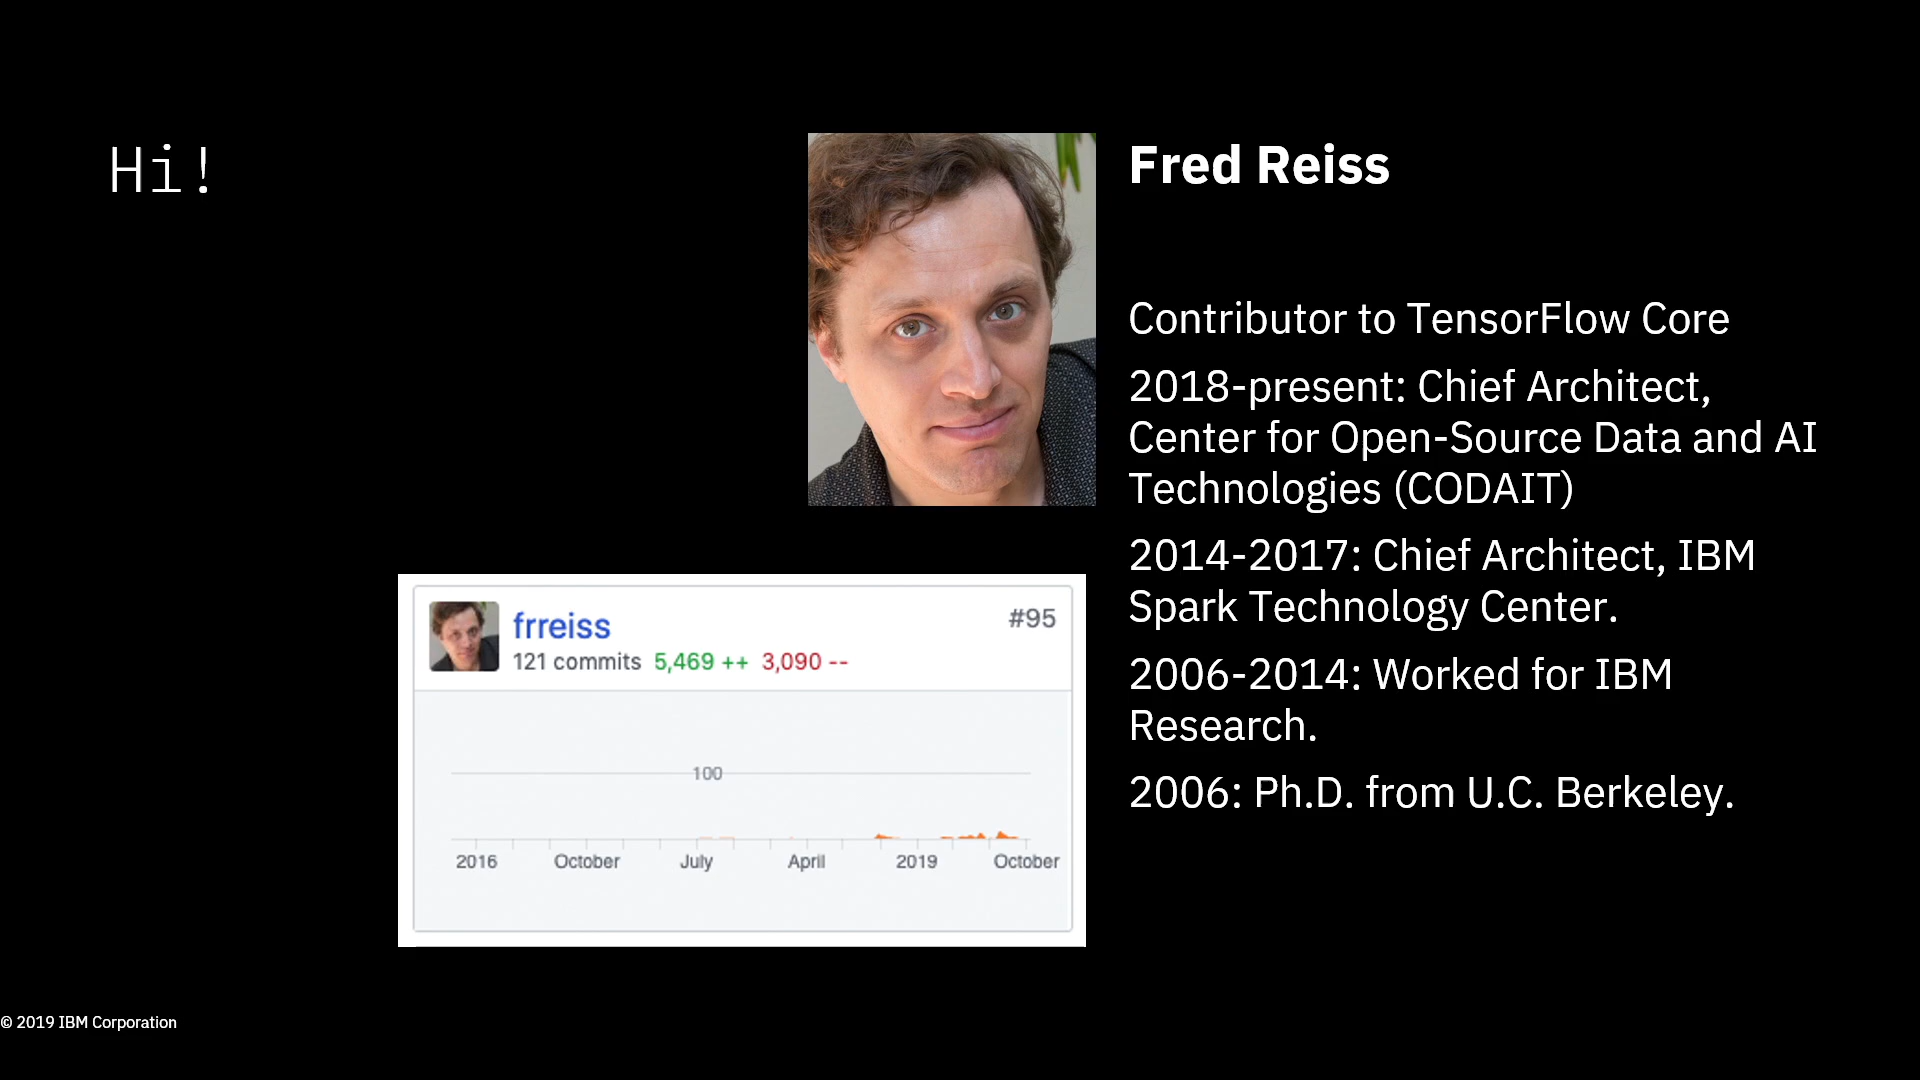 Hi!
Fred Reiss
Contributor to TensorFlow Core
2018-present: Chief Architect,
Center for Open-Source Data and AI
Technologies (CODAIT)
2014-2017: Chief Architect, IBM
Spark Technology Center.
2006-2014: Worked for IBM
Research.
2006: Ph.D. from U.C. Berkeley.
frreiss
#95
121 commits 5,469 ++ 3,090 --
100
2016 October July April 2019 October
© 2019 IBM Corporation